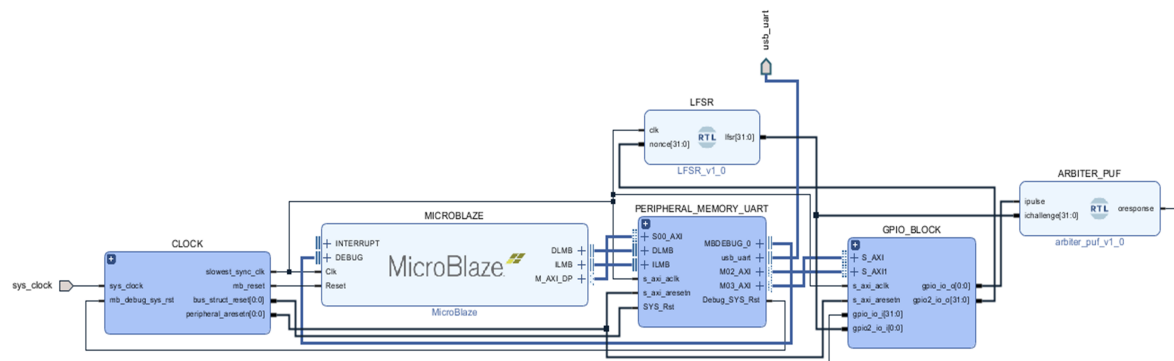 usb_uart
LFSR
clk
nonce[31:0]
RTL
lfsr[31:0]
LFSR_v1_0
ARBITER_PUF
ipulse
ichallenge[31:0]
RTL
oresponse
arbiter_puf_v1_0
PERIPHERAL_MEMORY_UART
S00_AXI
DLMB
ILMB
s_axi_aclk
s_axi_aresetn
SYS_Rst
MBDEBUG_0
usb_uart
M02_AXI
M03_AXI
Debug_SYS_Rst
MICROBLAZE
INTERRUPT
DEBUG
Clk
Reset
MicroBlaze
DLMB
ILMB
M_AXI_DP
MicroBlaze
GPIO_BLOCK
S_AXI
S_AXI1
s_axi_aclk
s_axi_aresetn
gpio_io_i[31:0]
gpio2_io_i[0:0]
gpio_io_o[0:0]
gpio2_io_o[31:0]
CLOCK
sys_clock
sys_clock
mb_debug_sys_rst
slowest_sync_clk
mb_reset
bus_struct_reset[0:0]
peripheral_aresetn[0:0]